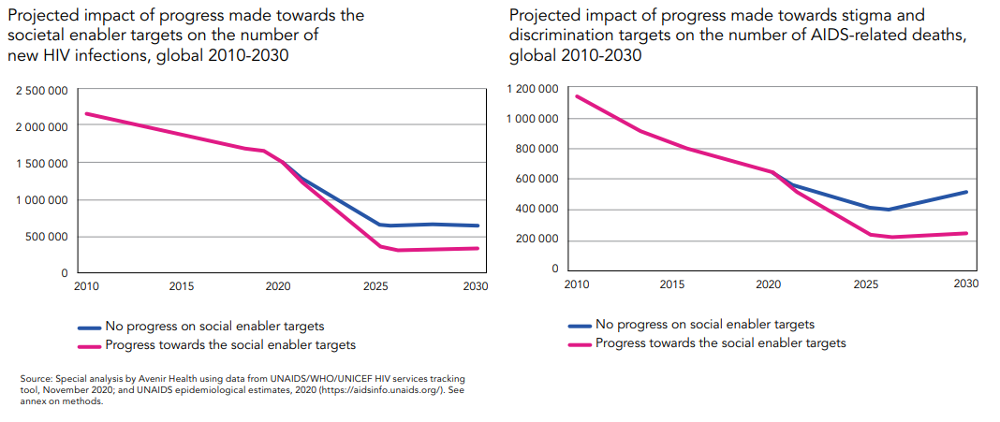 Projected impact of progress made towards the
societal enabler targets on the number of
new HIV infections, global 2010-2030
2 500 000
2 000 000
1 500 000
1 000 000
500 000
0
2010
2015
2020
2025
2030
No progress on social enabler targets
Progress towards the social enabler targets
Source: Special analysis by Avenir Health using data from UNAIDS/WHO/UNICEF HIV services tracking
tool, November 2020; and UNAIDS epidemiological estimates, 2020 (https://aidsinfo.unaids.org/). See
annex on methods.
Projected impact of progress made towards stigma and
discrimination targets on the number of AIDS-related deaths,
global 2010-2030
1 200 000
1 000 000
800 000
600 000
400 000
200 000
0
2010
2015
2020
2025
2030
No progress on social enabler targets
Progress towards the social enabler targets